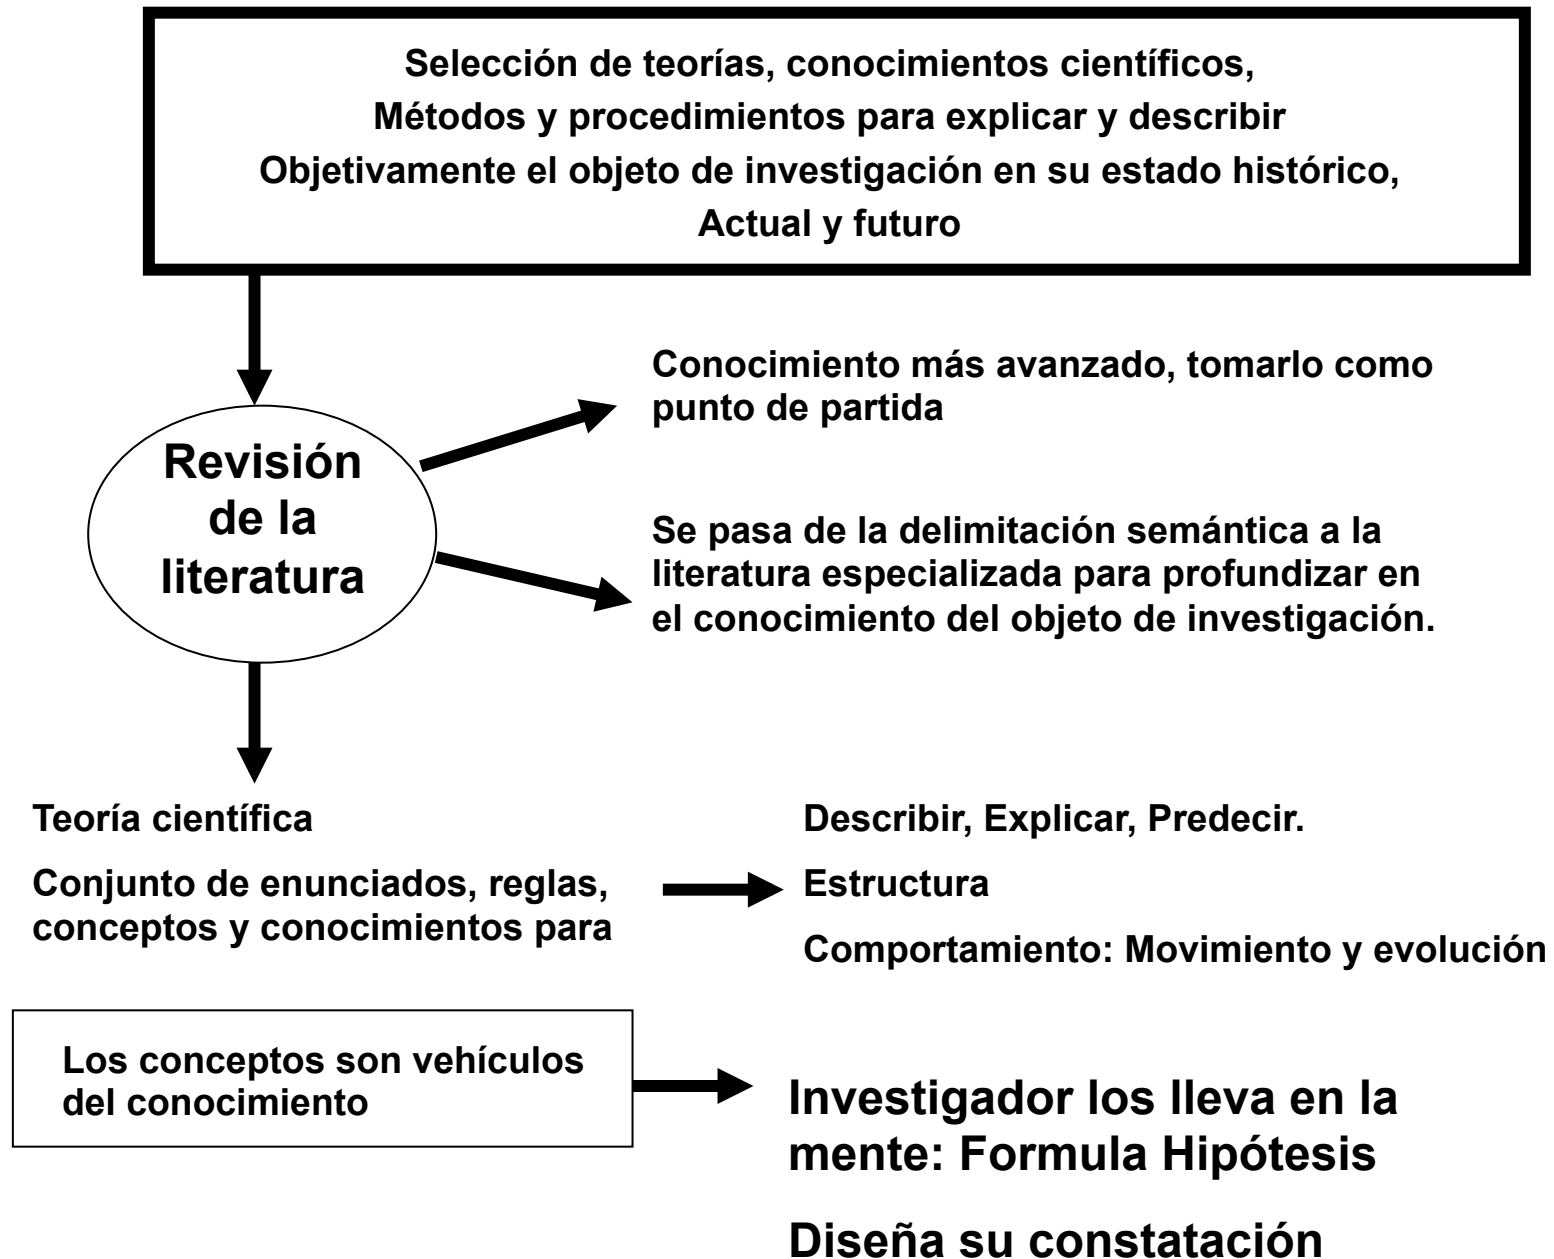 Selección de teorías, conocimientos científicos,
Métodos y procedimientos para explicar y describir
Objetivamente el objeto de investigación en su estado histórico,
Actual y futuro
Conocimiento más avanzado, tomarlo como
punto de partida
Revisión
de la
literatura
Se pasa de la delimitación semántica a la
literatura especializada para profundizar en
el conocimiento del objeto de investigación.
Teoría científica
Conjunto de enunciados, reglas,
conceptos y conocimientos para
Describir, Explicar, Predecir.
Estructura
Comportamiento: Movimiento y evolución
Los conceptos son vehículos
del conocimiento
Investigador los lleva en la
mente: Formula Hipótesis
Diseña su constatación